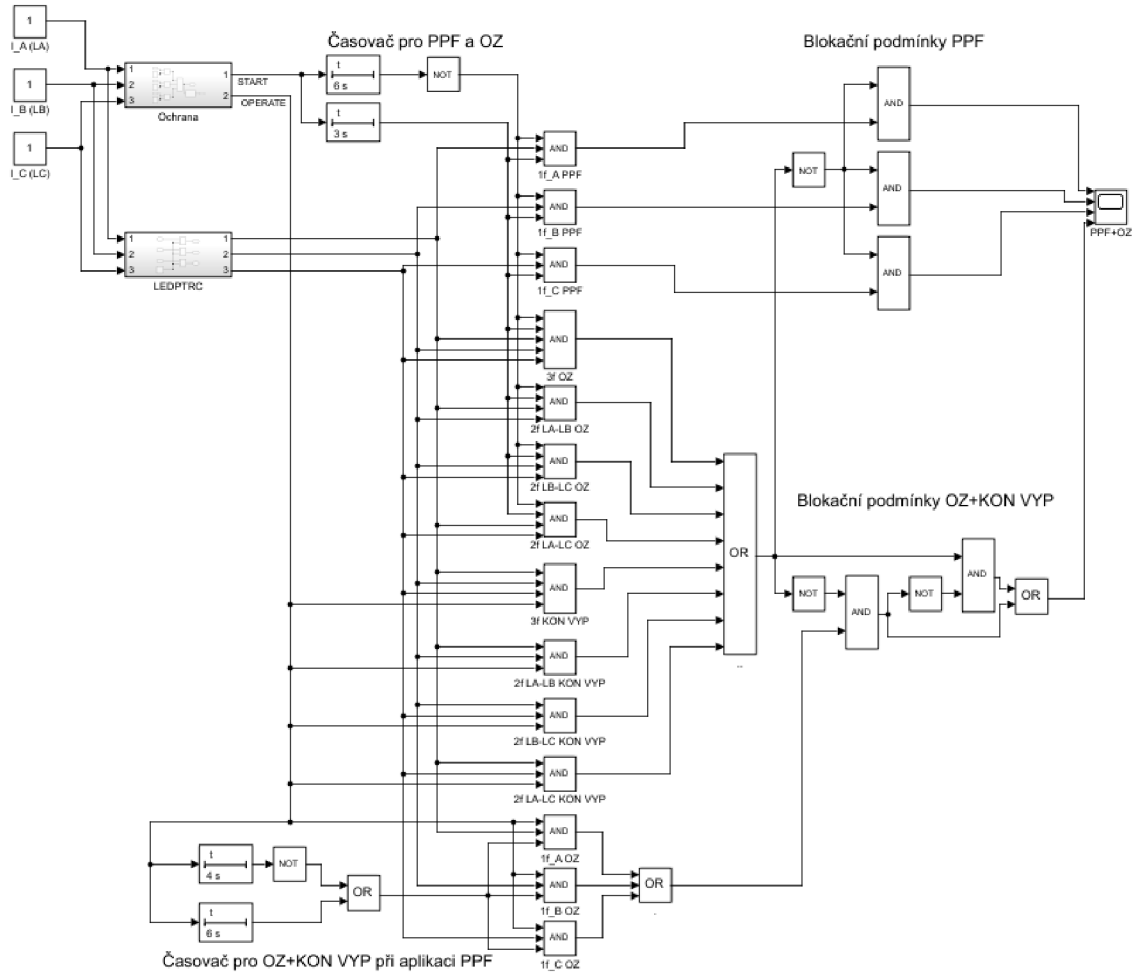 1
I_A (LA)
1
I_B (LB)
1
I_C (LC)
1
2
3
1
2
Ochrana
START
OPERATE
Časovač pro PPF a OZ
t
6 s
NOT
t
3 s
Blokační podmínky PPF
AND
NOT
AND
AND
PPF+OZ
1
2
3
1
2
3
LEDPTRC
AND
1f_A PPF
AND
1f_B PPF
AND
1f_C PPF
AND
3f OZ
AND
2f LA-LB OZ
AND
2f LB-LC OZ
AND
2f LA-LC OZ
AND
3f KON VYP
AND
2f LA-LB KON VYP
AND
2f LB-LC KON VYP
AND
2f LA-LC KON VYP
OR
..
Blokační podmínky OZ+KON VYP
NOT
AND
NOT
AND
OR
AND
1f_A OZ
AND
1f_B OZ
AND
1f_C OZ
OR
.
t
4 s
NOT
t
6 s
OR
Časovač pro OZ+KON VYP při aplikaci PPF